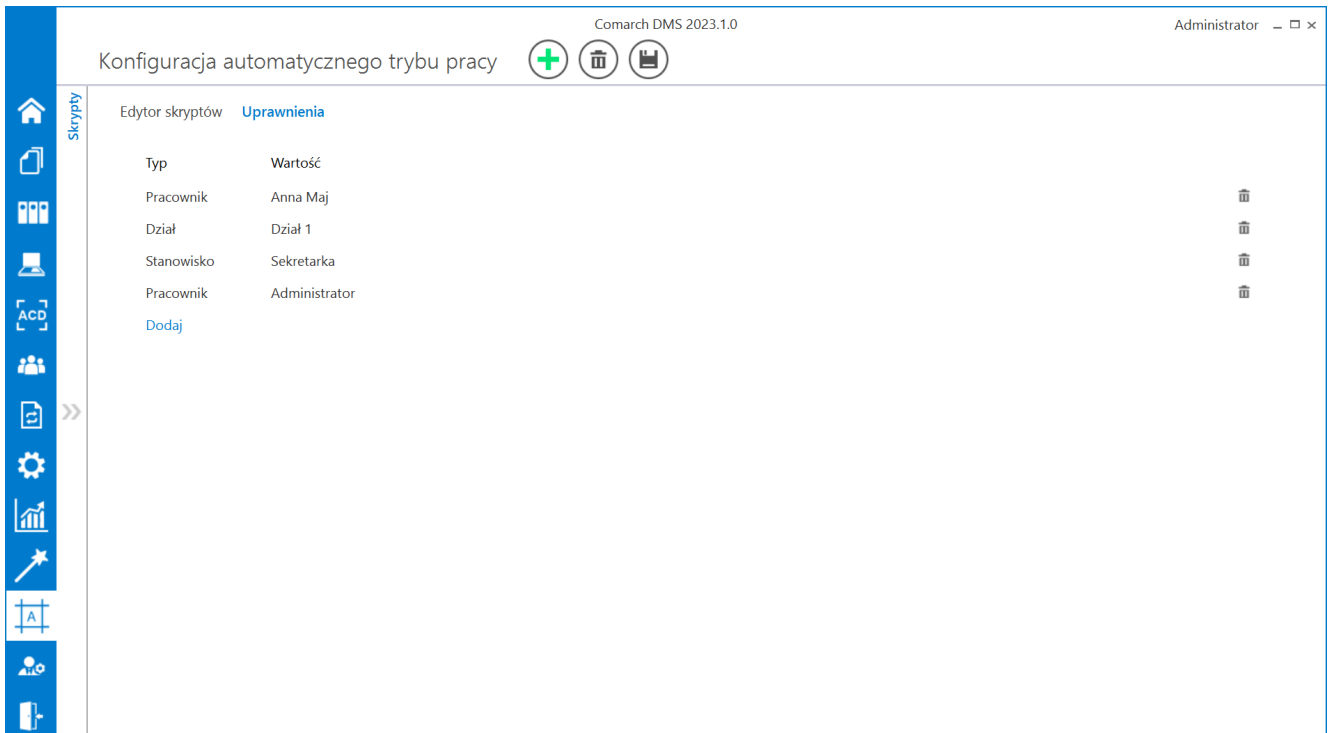 Comarch DMS 2023.1.0
Administrator
Konfiguracja automatycznego trybu pracy
Skrypty
Edytor skryptów Uprawnienia
Typ Wartość
Pracownik Anna Maj
Dział Dział 1
Stanowisko Sekretarka
Pracownik Administrator
Dodaj
ACD
A